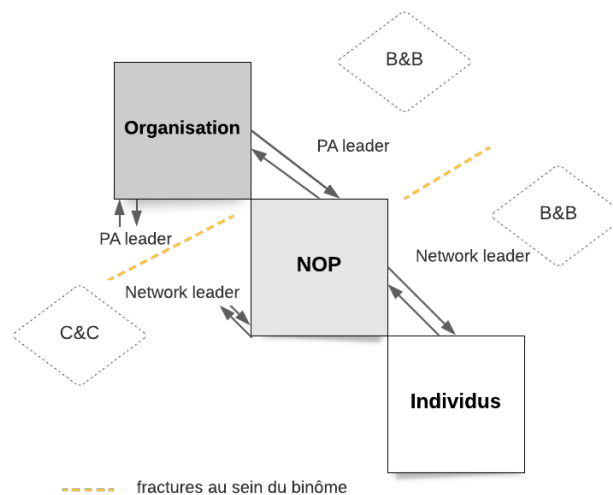 B&B
Organisation
PA leader
B&B
PA leader
Network leader
NOP
Network leader
C&C
Individus
fractures au sein du binôme